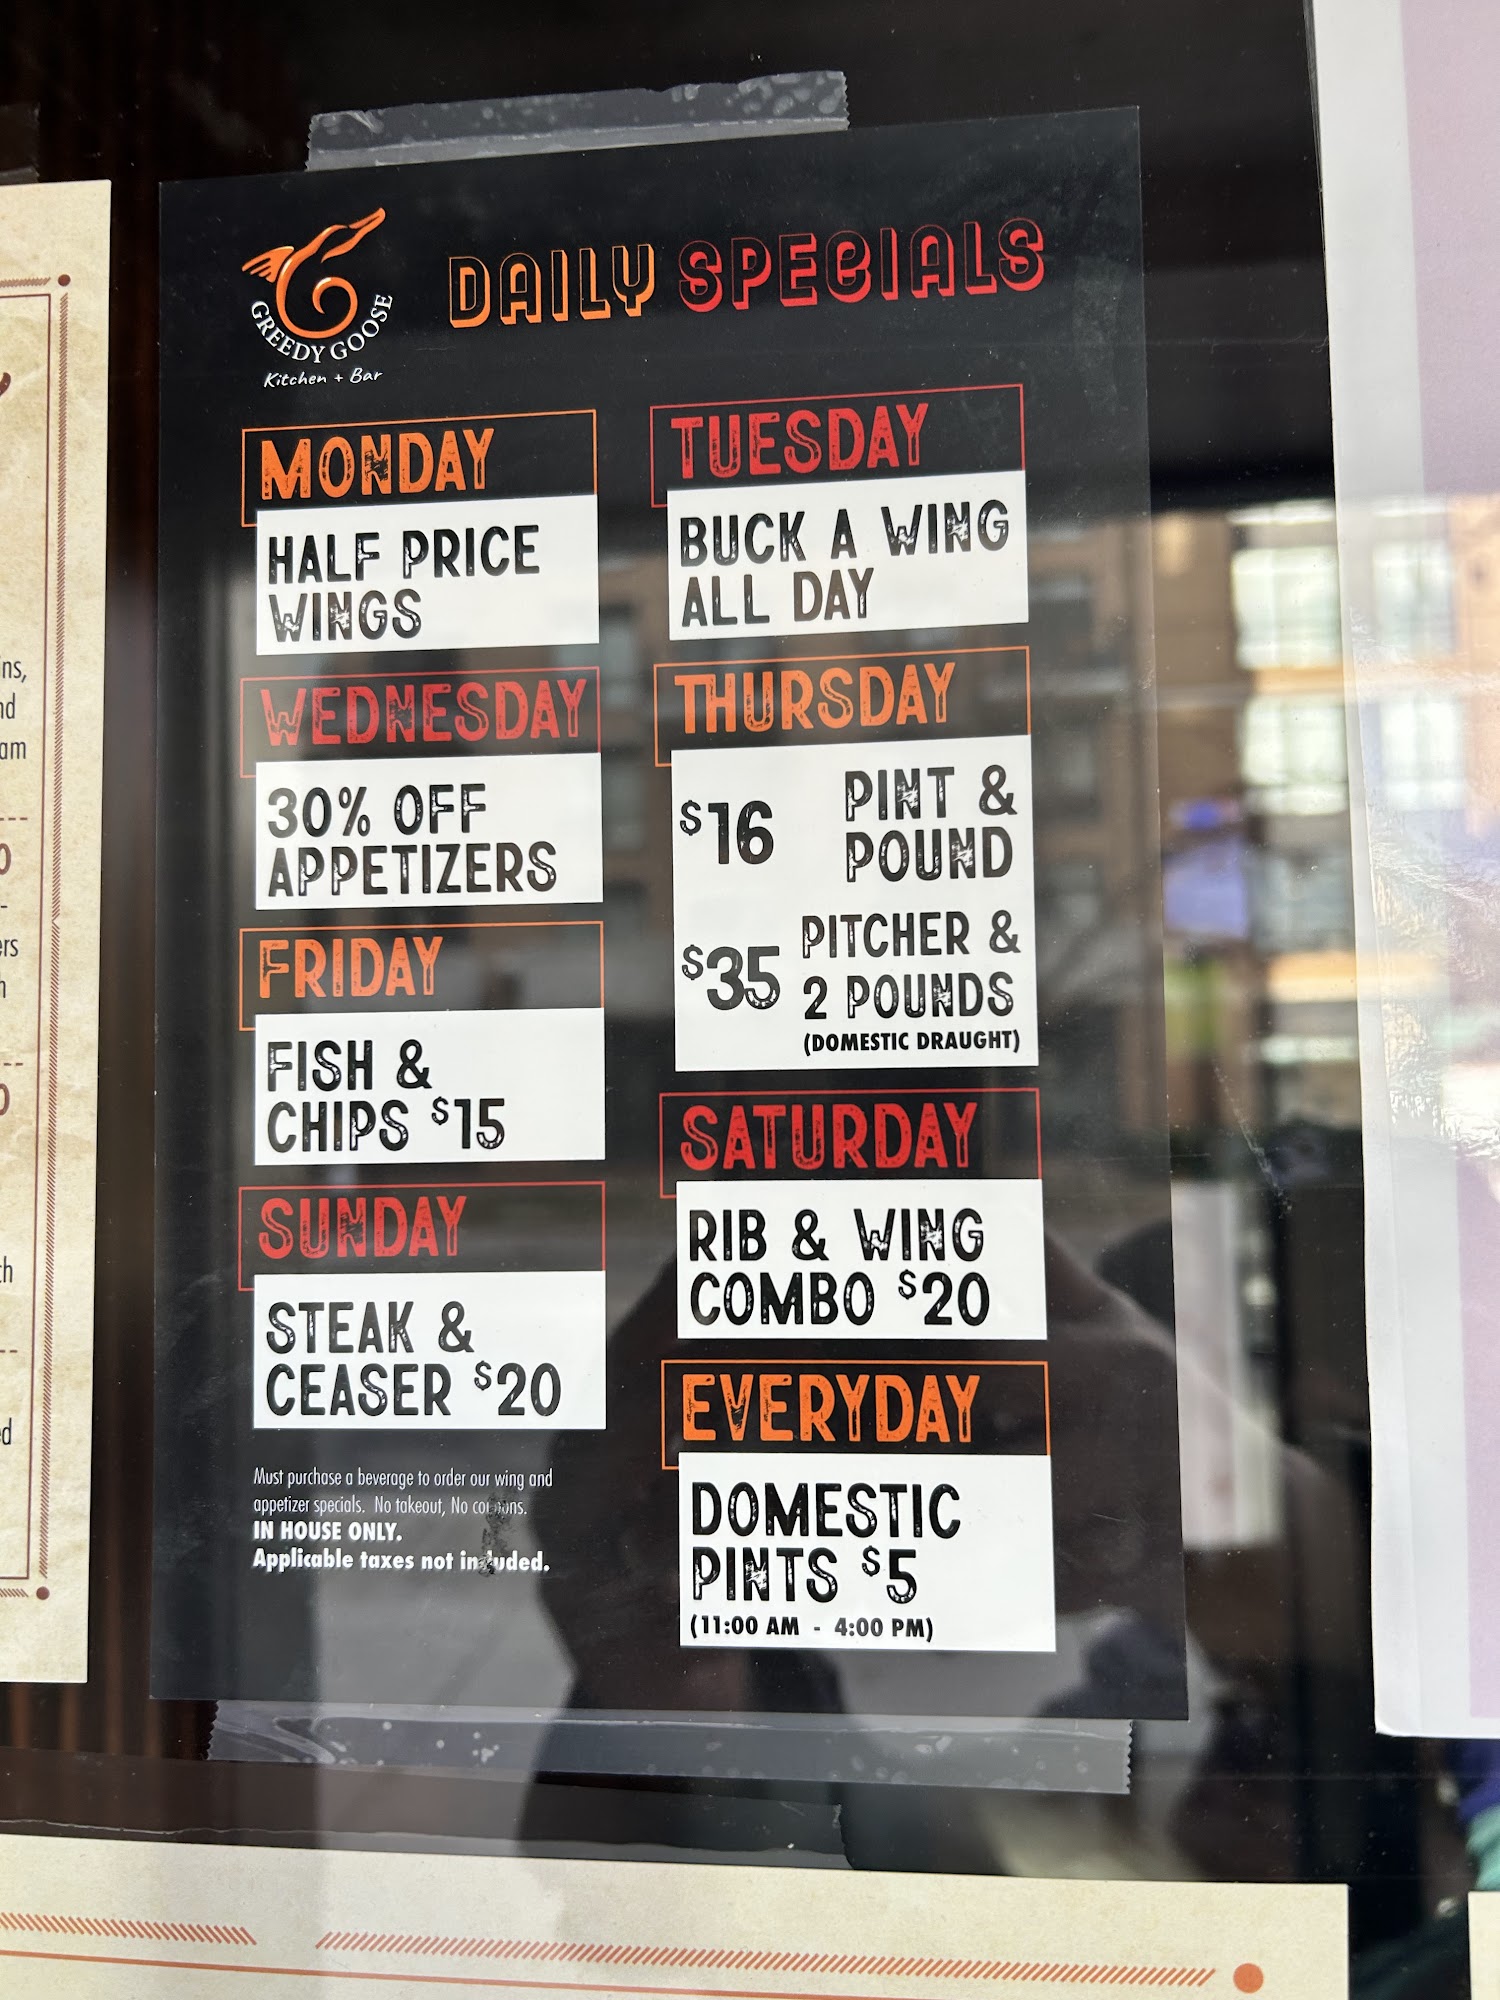 GREEDY GOOSE
Kitchen + Bar
DAILY SPECIALS
MONDAY
HALF PRICE
WINGS
TUESDAY
BUCK A WING
ALL DAY
WEDNESDAY
30% OFF
APPETIZERS
THURSDAY
$16 PINT &
POUND
$35 PITCHER &
2 POUNDS
(DOMESTIC DRAUGHT)
FRIDAY
FISH &
CHIPS $15
SATURDAY
RIB & WING
COMBO $20
SUNDAY
STEAK &
CEASER $20
EVERYDAY
DOMESTIC
PINTS $5
(11:00 AM - 4:00 PM)
Must purchase a beverage to order our wing and
appetizer specials. No takeout, No coupons.
IN HOUSE ONLY.
Applicable taxes not included.